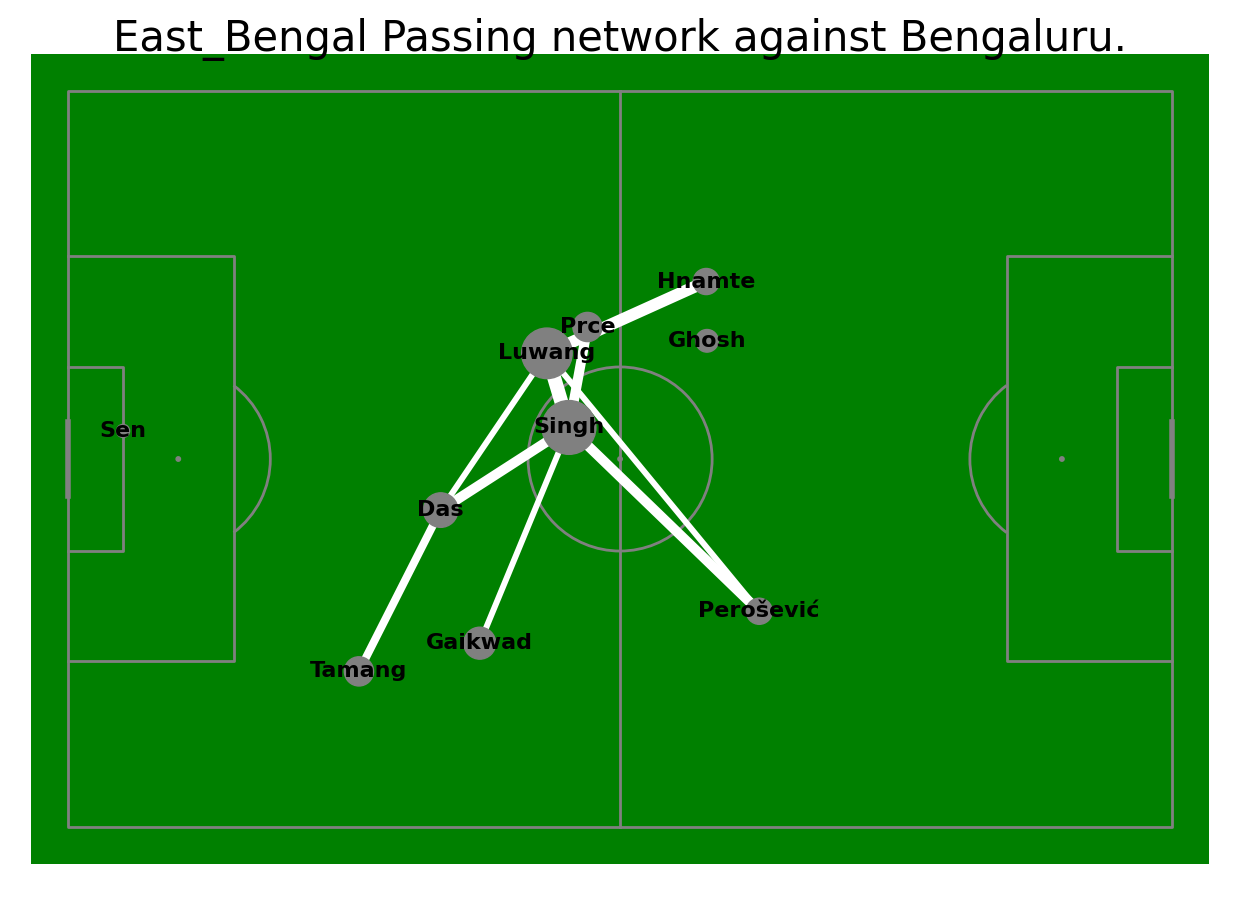 East_Bengal Passing network against Bengaluru.
Hnamte
Prce
Ghosh
Luwang
Singh
Sen
Das
Perošević
Gaikwad
Tamang